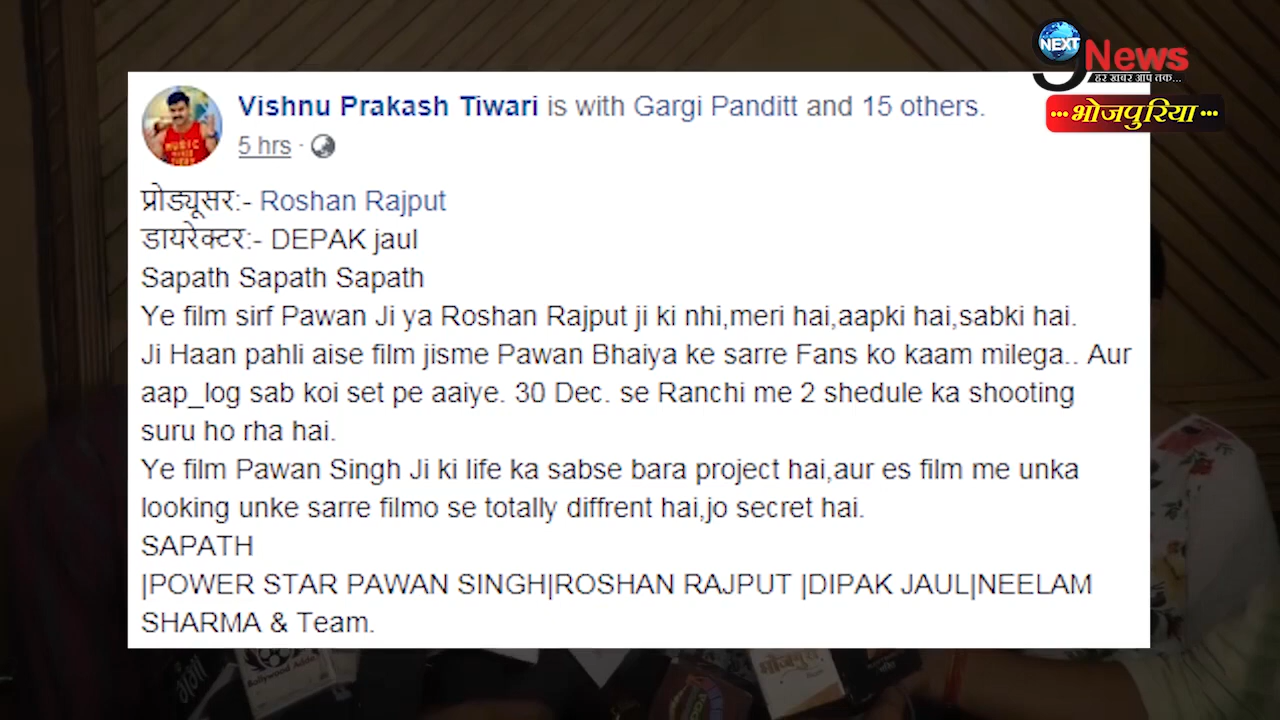 NEXT
9 News
हर खबर आप तक...
...भोजपुरिया...
Vishnu Prakash Tiwari is with Gargi Panditt and 15 others.
5 hrs ·
MUSIC
प्रोड्यूसर:- Roshan Rajput
डायरेक्टर:- DEPAK jaul
Sapath Sapath Sapath
Ye film sirf Pawan Ji ya Roshan Rajput ji ki nhi,meri hai,aapki hai,sabki hai.
Ji Haan pahli aise film jisme Pawan Bhaiya ke sarre Fans ko kaam milega.. Aur
aap_log sab koi set pe aaiye. 30 Dec. se Ranchi me 2 shedule ka shooting
suru ho rha hai.
Ye film Pawan Singh Ji ki life ka sabse bara project hai,aur es film me unka
looking unke sarre filmo se totally diffrent hai,jo secret hai.
SAPATH
|POWER STAR PAWAN SINGH|ROSHAN RAJPUT |DIPAK JAUL|NEELAM
SHARMA & Team.
Bollywood Adda
भोजपुरी